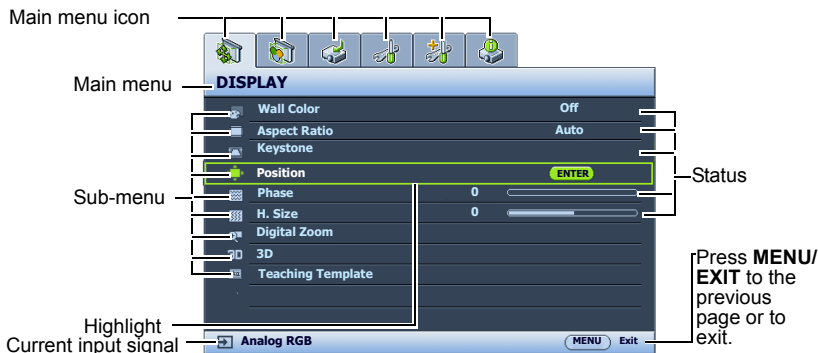 Main menu icon
Main menu
DISPLAY
Wall Color Off
Aspect Ratio Auto
Keystone
Position ENTER
Status
Sub-menu
Phase 0
H. Size 0
Digital Zoom
3D 3D
Teaching Template
Press MENU/
EXIT to the
previous
page or to
exit.
Highlight
Current input signal
Analog RGB MENU Exit